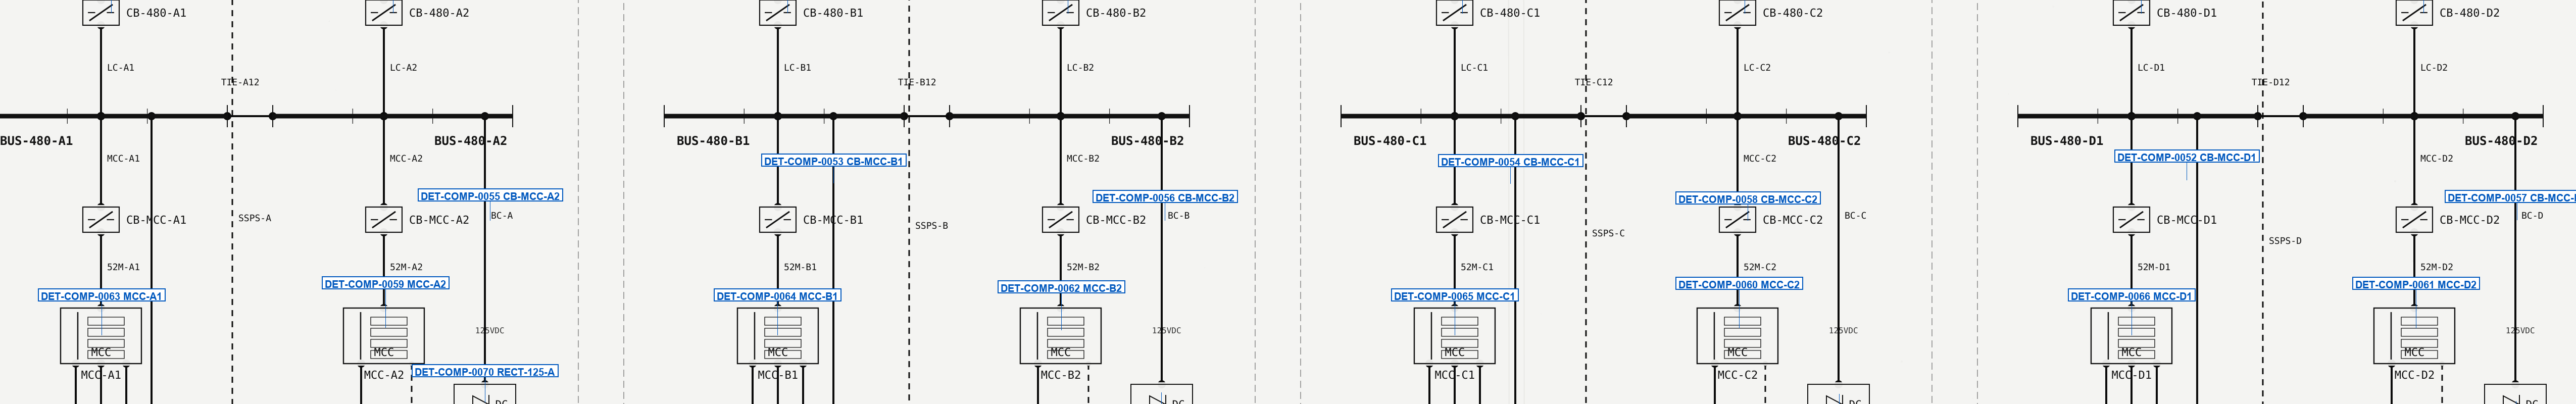 CB-480-A1 CB-480-A2 CB-480-B1 CB-480-B2 CB-480-C1 CB-480-C2 CB-480-D1 CB-480-D2
LC-A1 LC-A2 LC-B1 LC-B2 LC-C1 LC-C2 LC-D1 LC-D2
TIE-A12 TIE-B12 TIE-C12 TIE-D12
BUS-480-A1 BUS-480-A2 BUS-480-B1 BUS-480-B2 BUS-480-C1 BUS-480-C2 BUS-480-D1 BUS-480-D2
MCC-A1 MCC-A2 DET-COMP-0053 CB-MCC-B1 MCC-B2 DET-COMP-0054 CB-MCC-C1 MCC-C2 DET-COMP-0052 CB-MCC-D1 MCC-D2
DET-COMP-0055 CB-MCC-A2 DET-COMP-0056 CB-MCC-B2 DET-COMP-0058 CB-MCC-C2 DET-COMP-0057 CB-MCC-
CB-MCC-A1 SSPS-A CB-MCC-A2 BC-A CB-MCC-B1 SSPS-B CB-MCC-B2 BC-B CB-MCC-C1 SSPS-C CB-MCC-C2 BC-C CB-MCC-D1 SSPS-D CB-MCC-D2 BC-D
52M-A1 52M-A2 52M-B1 52M-B2 52M-C1 52M-C2 52M-D1 52M-D2
DET-COMP-0063 MCC-A1 DET-COMP-0059 MCC-A2 DET-COMP-0064 MCC-B1 DET-COMP-0062 MCC-B2 DET-COMP-0065 MCC-C1 DET-COMP-0060 MCC-C2 DET-COMP-0066 MCC-D1 DET-COMP-0061 MCC-D2
125VDC 125VDC 125VDC 125VDC
MCC MCC MCC MCC MCC MCC MCC MCC
MCC-A1 MCC-A2 DET-COMP-0070 RECT-125-A MCC-B1 MCC-B2 MCC-C1 MCC-C2 MCC-D1 MCC-D2
DC DC DC DC